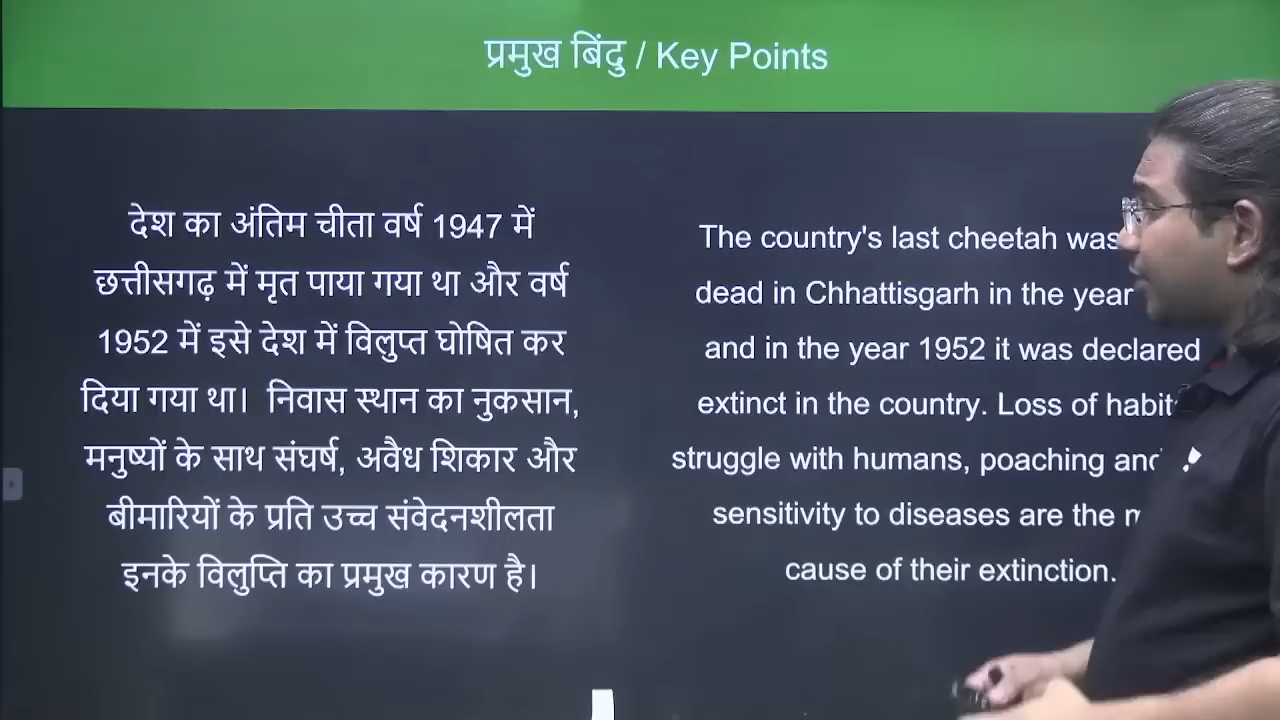 प्रमुख बिंदु / Key Points
देश का अंतिम चीता वर्ष 1947 में
छत्तीसगढ़ में मृत पाया गया था और वर्ष
1952 में इसे देश में विलुप्त घोषित कर
दिया गया था। निवास स्थान का नुकसान,
मनुष्यों के साथ संघर्ष, अवैध शिकार और
बीमारियों के प्रति उच्च संवेदनशीलता
इनके विलुप्ति का प्रमुख कारण है।
The country's last cheetah was
dead in Chhattisgarh in the year
and in the year 1952 it was declared
extinct in the country. Loss of
struggle with humans, poaching and
sensitivity to diseases are the
cause of their extinction.